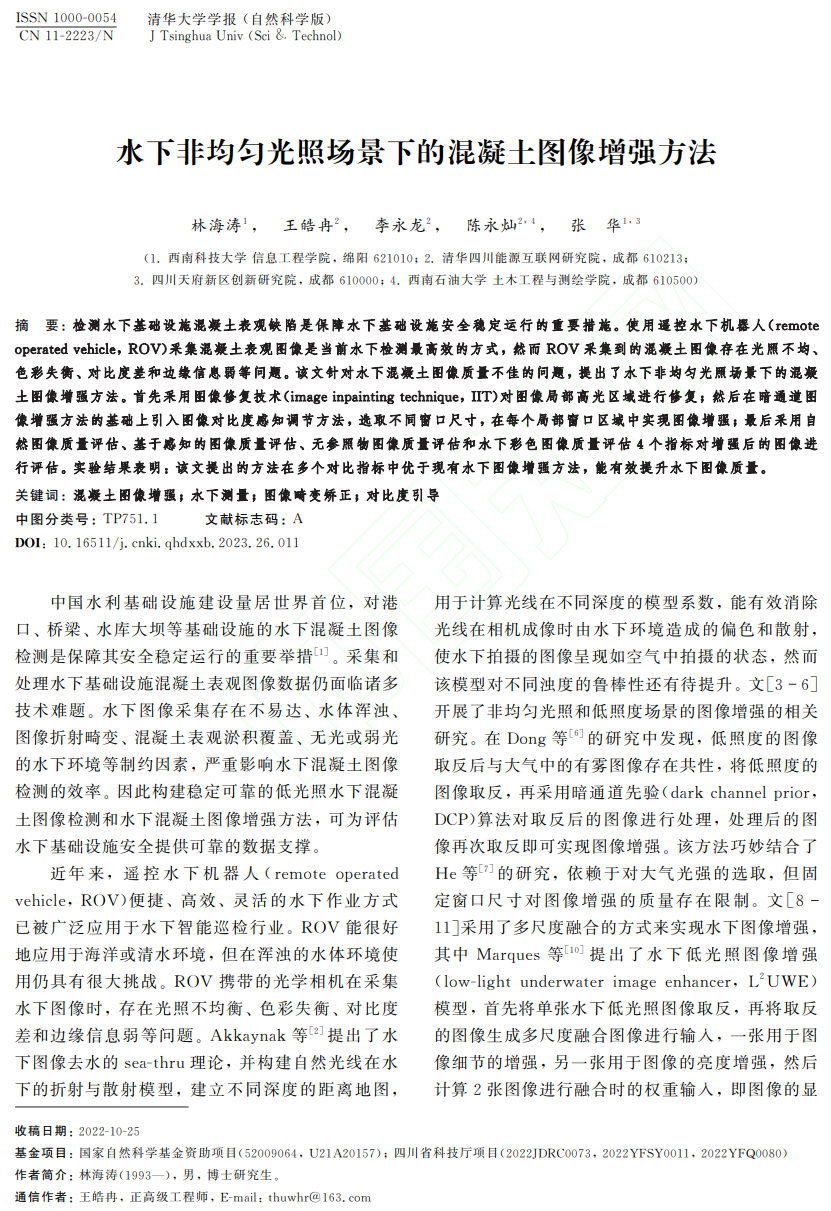 ISSN 1000-0054 清华大学学报(自然科学版)
CN 11-2223/N J Tsinghua Univ (Sci & Technol)
水下非均匀光照场景下的混凝土图像增强方法
林海涛1, 王皓冉2, 李永龙2, 陈永灿2,4, 张 华1,3
(1. 西南科技大学 信息工程学院,绵阳 621010;2. 清华四川能源互联网研究院,成都 610213;
3. 四川天府新区创新研究院,成都 610000;4. 西南石油大学 土木工程与测绘学院,成都 610500)
摘 要:检测水下基础设施混凝土表观缺陷是保障水下基础设施安全稳定运行的重要措施。使用遥控水下机器人(remote
operated vehicle,ROV)采集混凝土表观图像是当前水下检测最高效的方式,然而 ROV 采集到的混凝土图像存在光照不均、
色彩失衡、对比度差和边缘信息弱等问题。该文针对水下混凝土图像质量不佳的问题,提出了水下非均匀光照场景下的混凝
土图像增强方法。首先采用图像修复技术(image inpainting technique,IIT)对图像局部高光区域进行修复;然后在暗通道图
像增强方法的基础上引入图像对比度感知调节方法,选取不同窗口尺寸,在每个局部窗口区域中实现图像增强;最后采用自
然图像质量评估、基于感知的图像质量评估、无参照物图像质量评估和水下彩色图像质量评估 4 个指标对增强后的图像进
行评估。实验结果表明:该文提出的方法在多个对比指标中优于现有水下图像增强方法,能有效提升水下图像质量。
关键词:混凝土图像增强;水下测量;图像畸变矫正;对比度引导
中图分类号:TP751.1 文献标志码:A
DOI:10.16511/j.cnki.qhdxxb.2023.26.011
中国水利基础设施建设量居世界首位,对港
口、桥梁、水库大坝等基础设施的水下混凝土图像
检测是保障其安全稳定运行的重要举措[1]。采集和
处理水下基础设施混凝土表观图像数据仍面临诸多
技术难题。水下图像采集存在不易达、水体浑浊、
图像折射畸变、混凝土表观淤积覆盖、无光或弱光
的水下环境等制约因素,严重影响水下混凝土图像
检测的效率。因此构建稳定可靠的低光照水下混凝
土图像检测和水下混凝土图像增强方法,可为评估
水下基础设施安全提供可靠的数据支撑。
近年来,遥控水下机器人(remote operated
vehicle,ROV)便捷、高效、灵活的水下作业方式
已被广泛应用于水下智能巡检行业。ROV 能很好
地应用于海洋或清水环境,但在浑浊的水体环境使
用仍具有很大挑战。ROV 携带的光学相机在采集
水下图像时,存在光照不均衡、色彩失衡、对比度
差和边缘信息弱等问题。Akkaynak 等[2]提出了水
下图像去水的 sea-thru 理论,并构建自然光线在水
下的折射与散射模型,建立不同深度的距离地图,
用于计算光线在不同深度的模型系数,能有效消除
光线在相机成像时由水下环境造成的偏色和散射,
使水下拍摄的图像呈现如空气中拍摄的状态,然而
该模型对不同浊度的鲁棒性还有待提升。文[3-6]
开展了非均匀光照和低照度场景的图像增强的相关
研究。在 Dong 等[6]的研究中发现,低照度的图像
取反后与大气中的有雾图像存在共性,将低照度的
图像取反,再采用暗通道先验(dark channel prior,
DCP)算法对取反后的图像进行处理,处理后的图
像再次取反即可实现图像增强。该方法巧妙结合了
He 等[7]的研究,依赖于对大气光强的选取,但固
定窗口尺寸对图像增强的质量存在限制。文[8-
11]采用了多尺度融合的方式来实现水下图像增强,
其中 Marques 等[10]提出了水下低光照图像增强
(low-light underwater image enhancer,L2UWE)
模型,首先将单张水下低光照图像取反,再将取反
的图像生成多尺度融合图像进行输入,一张用于图
像细节的增强,另一张用于图像的亮度增强,然后
计算 2 张图像进行融合时的权重输入,即图像的显
收稿日期:2022-10-25
基金项目:国家自然科学基金资助项目(52009064,U21A20157);四川省科技厅项目(2022JDRC0073,2022YFSY0011,2022YFQ0080)
作者简介:林海涛(1993—),男,博士研究生。
通信作者:王皓冉,正高级工程师,E-mail:thuwhr@163.com